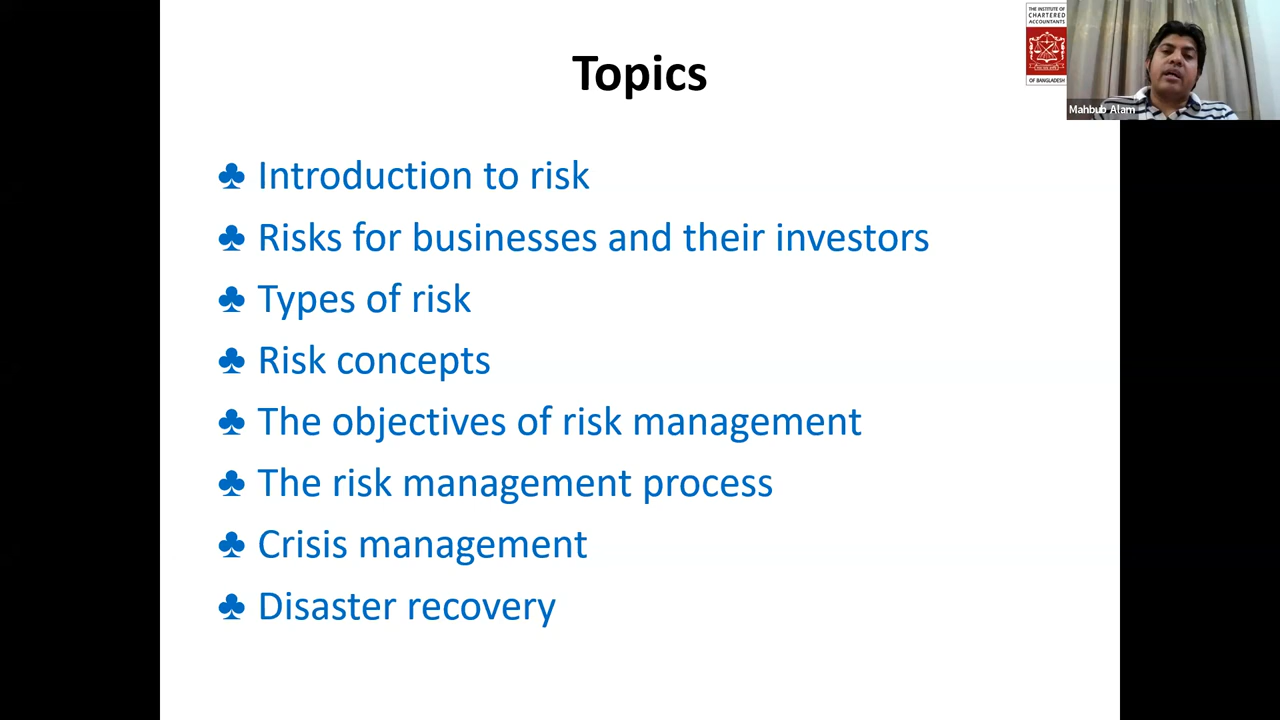 Topics
THE INSTITUTE OF
CHARTERED
ACCOUNTANTS
OF BANGLADESH
Mahbub Alam
♣ Introduction to risk
♣ Risks for businesses and their investors
♣ Types of risk
♣ Risk concepts
♣ The objectives of risk management
♣ The risk management process
♣ Crisis management
♣ Disaster recovery